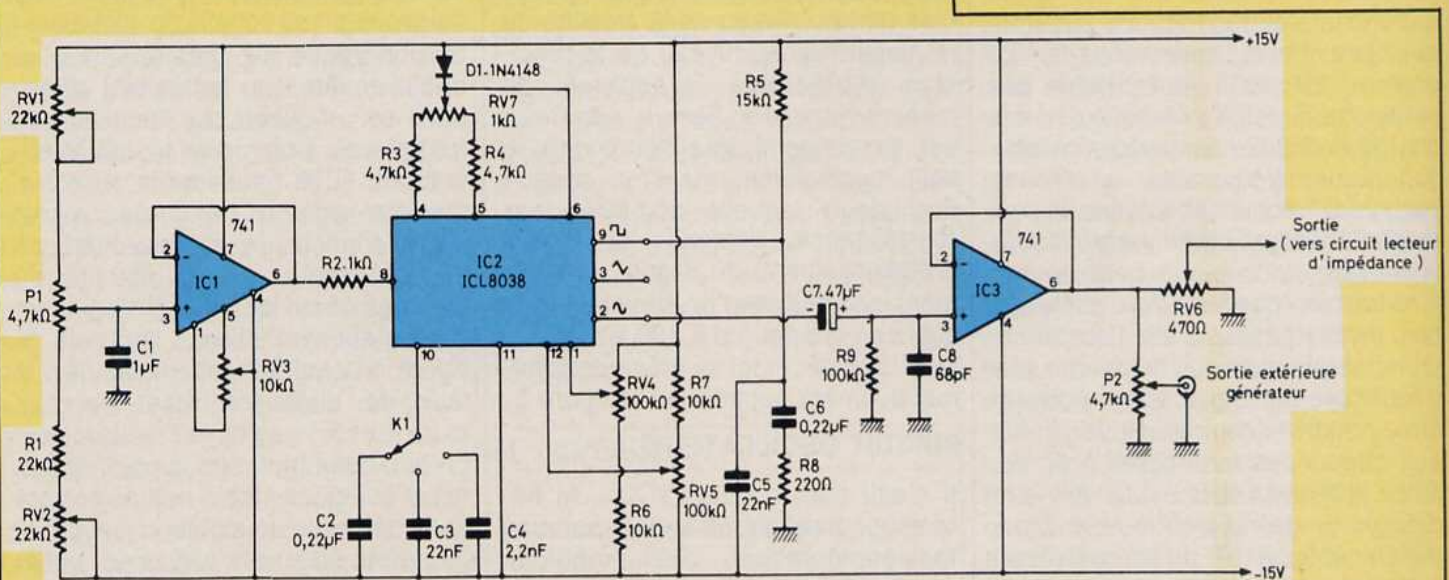 +15V
RV1
22kΩ
D1.1N4148
RV7
1kΩ
R5
15kΩ
R3
4,7kΩ
R4
4,7kΩ
741
2
7
-
IC1
6
+
3
4
5
1
P1
4,7kΩ
C1
1µF
RV3
10kΩ
R1
22kΩ
RV2
22kΩ
R2.1kΩ
8
4
5
6
IC2
ICL8038
9
3
2
10
11
12
1
K1
C2
0,22µF
C3
22nF
C4
2,2nF
RV4
100kΩ
R7
10kΩ
R6
10kΩ
RV5
100kΩ
C5
22nF
C6
0,22µF
R8
220Ω
C7.47µF
-
+
R9
100kΩ
C8
68pF
741
2
7
-
IC3
6
+
3
4
Sortie
(vers circuit lecteur
d'impédance)
RV6
470Ω
P2
4,7kΩ
Sortie extérieure
générateur
-15V